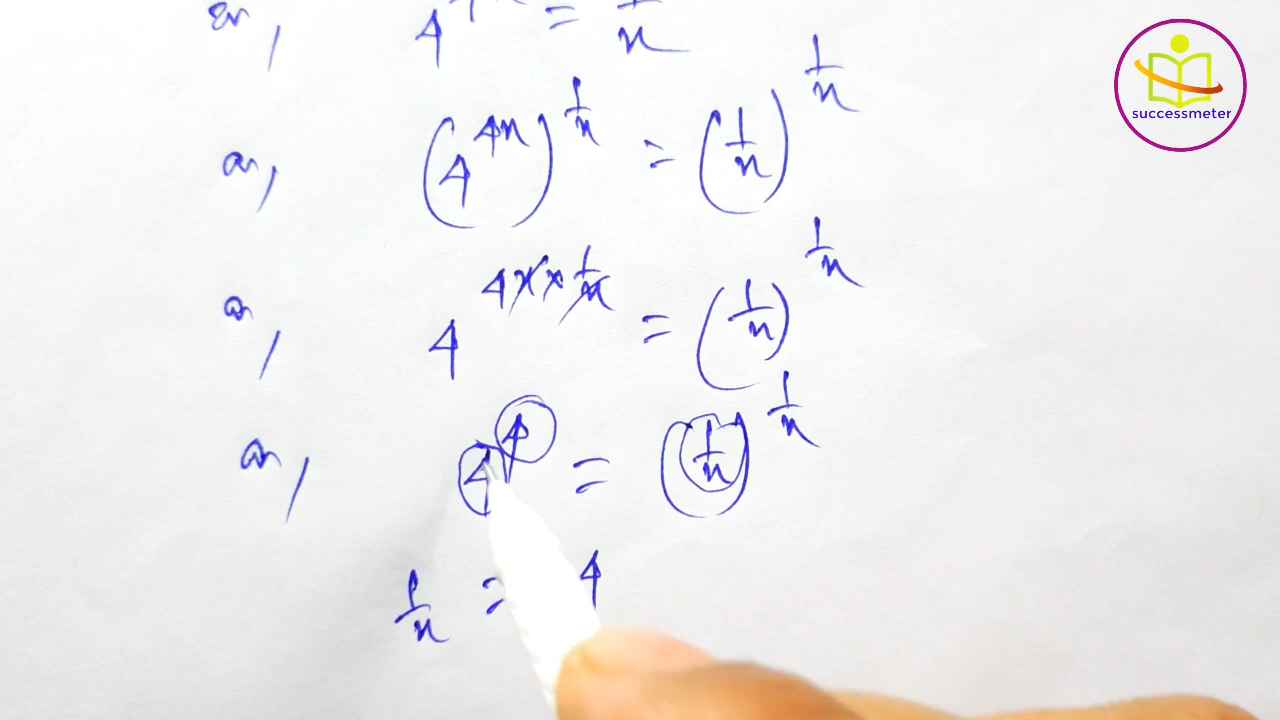 or, 4^{4x} = 1/x
successmeter
or, (4^{4x})^{1/x} = (1/x)^{1/x}
or, 4^{4x × 1/x} = (1/x)^{1/x}
or, 4^4 = (1/x)^{1/x}
1/x = 4